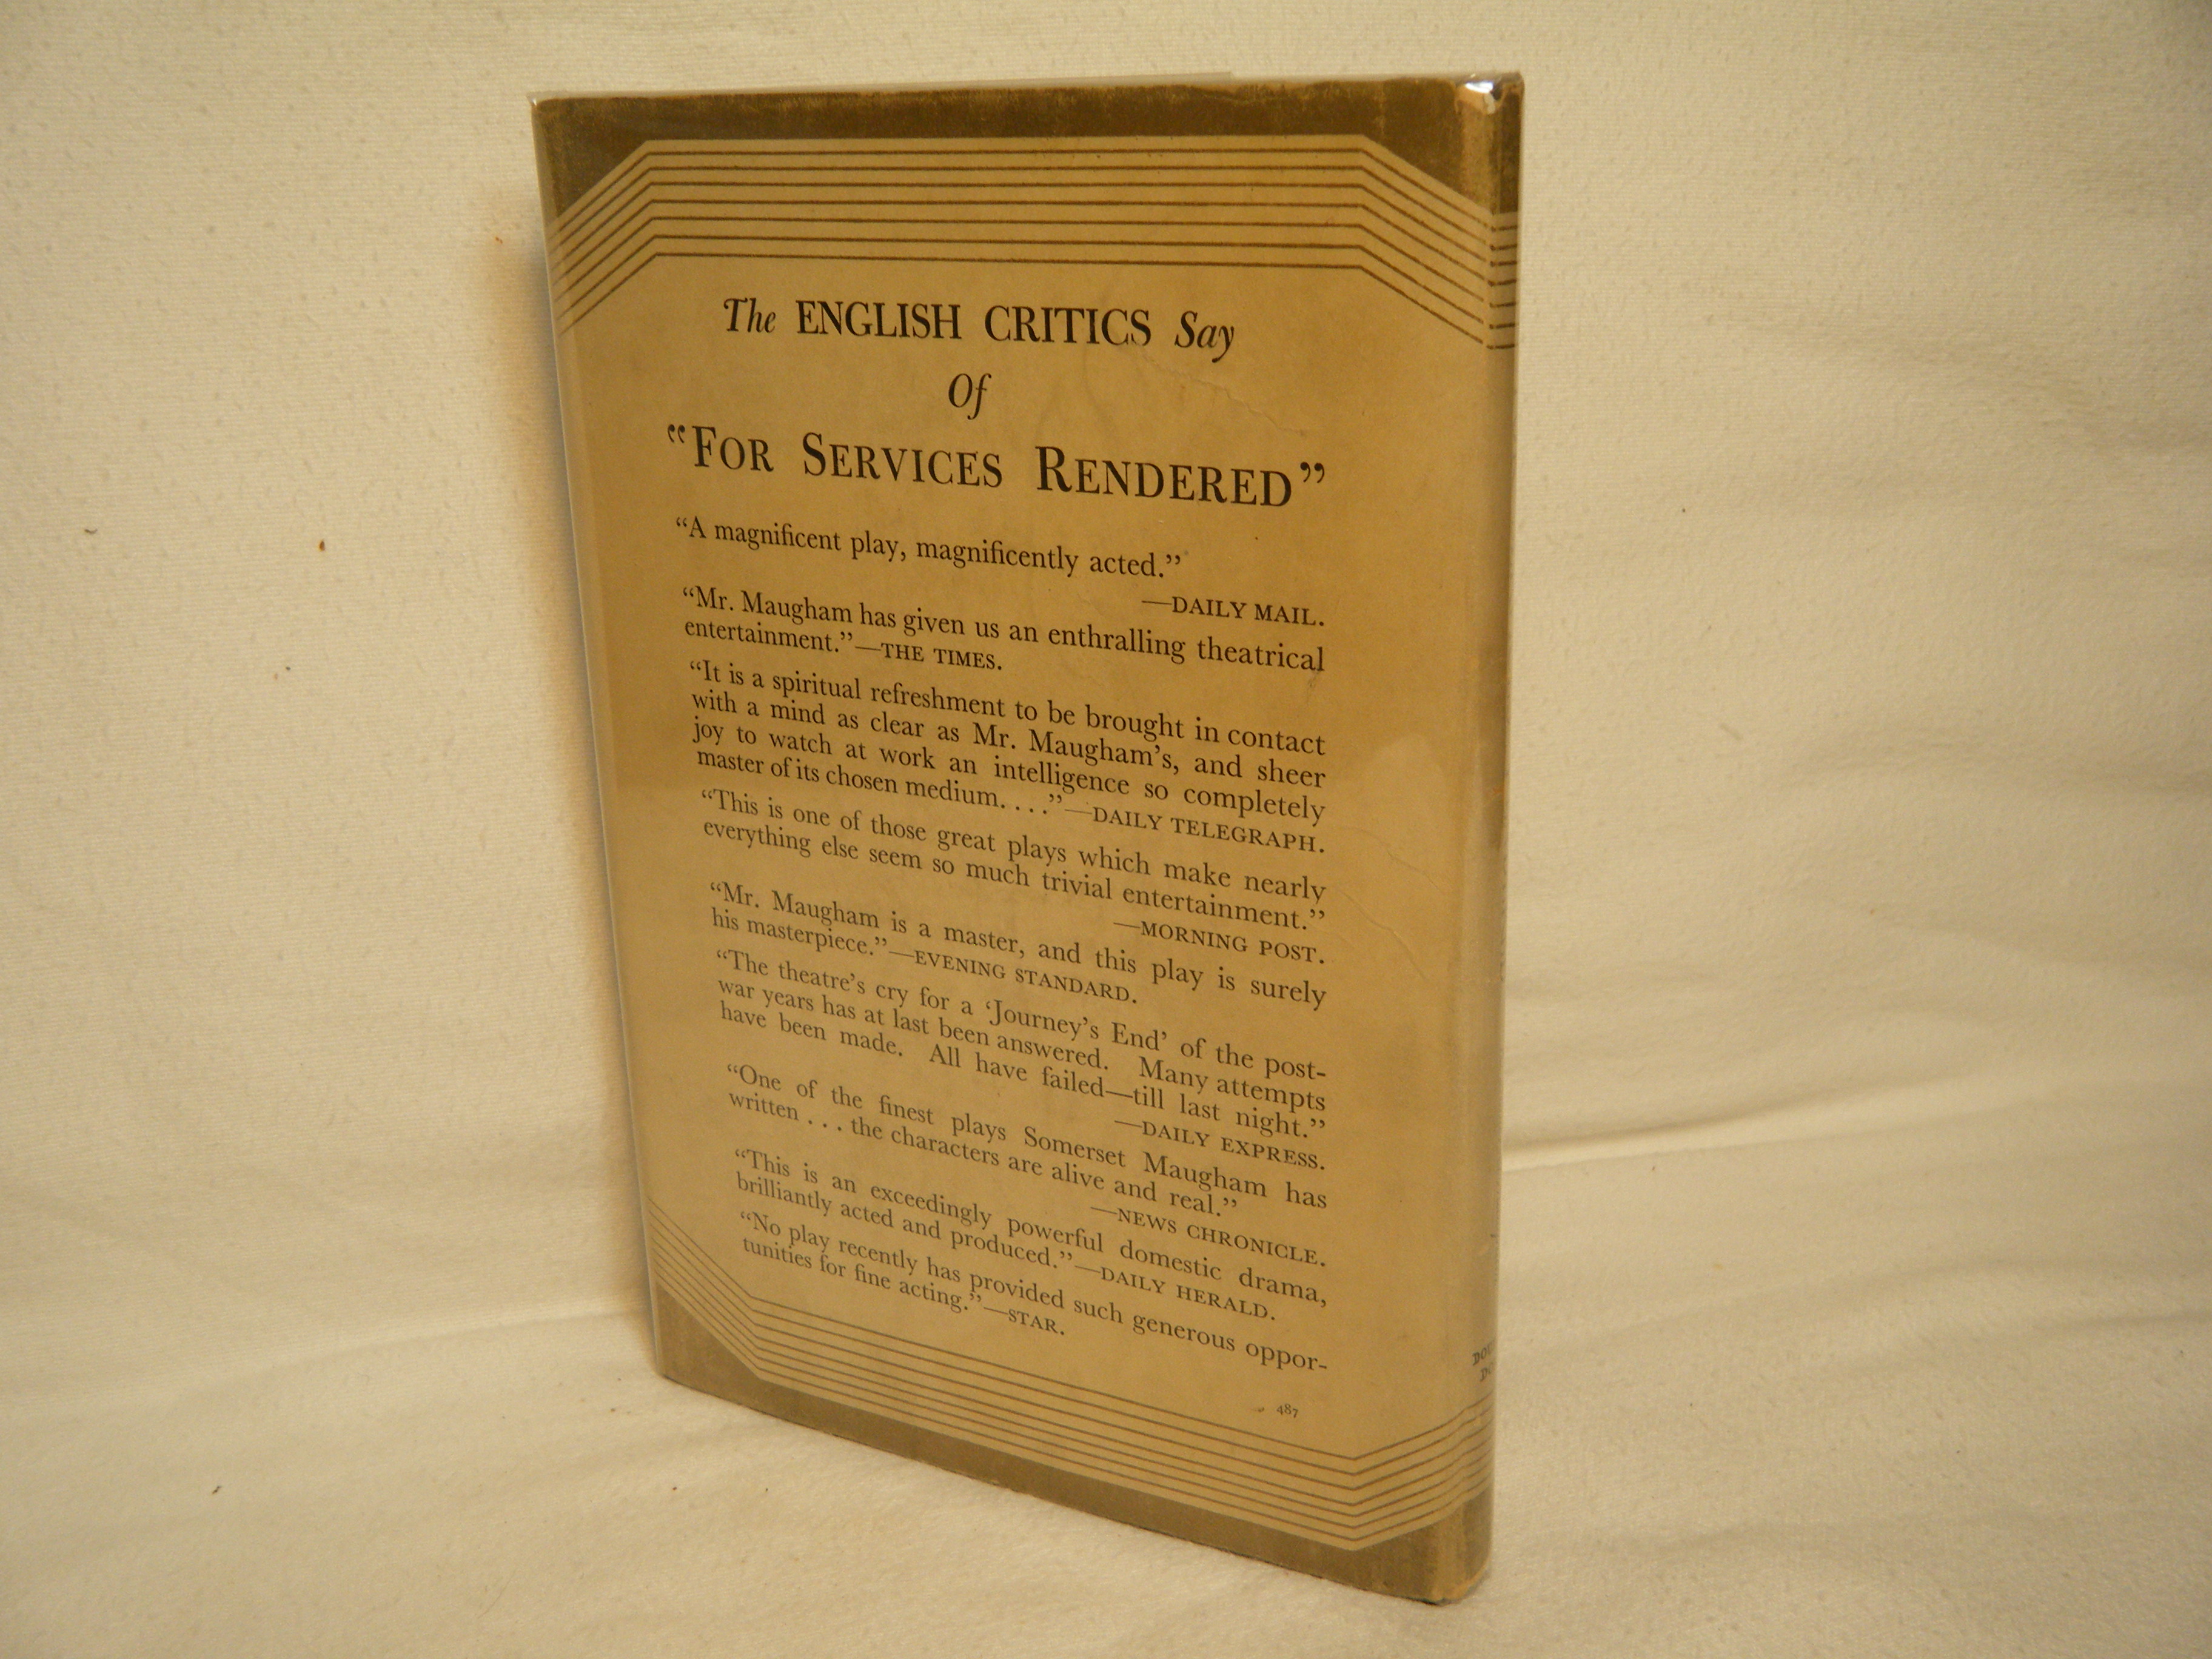 The ENGLISH CRITICS Say
Of
“FOR SERVICES RENDERED”
“A magnificent play, magnificently acted.”
—DAILY MAIL.
“Mr. Maugham has given us an enthralling theatrical
entertainment.”—THE TIMES.
“It is a spiritual refreshment to be brought in contact
with a mind as clear as Mr. Maugham’s, and sheer
joy to watch at work an intelligence so completely
master of its chosen medium. . . .”—DAILY TELEGRAPH.
“This is one of those great plays which make nearly
everything else seem so much trivial entertainment.”
—MORNING POST.
“Mr. Maugham is a master, and this play is surely
his masterpiece.”—EVENING STANDARD.
“The theatre’s cry for a ‘Journey’s End’ of the post-
war years has at last been answered. Many attempts
have been made. All have failed—till last night.”
—DAILY EXPRESS.
“One of the finest plays Somerset Maugham has
written . . . the characters are alive and real.”
—NEWS CHRONICLE.
“This is an exceedingly powerful domestic drama,
brilliantly acted and produced.”—DAILY HERALD.
“No play recently has provided such generous oppor-
tunities for fine acting.”—STAR.
487